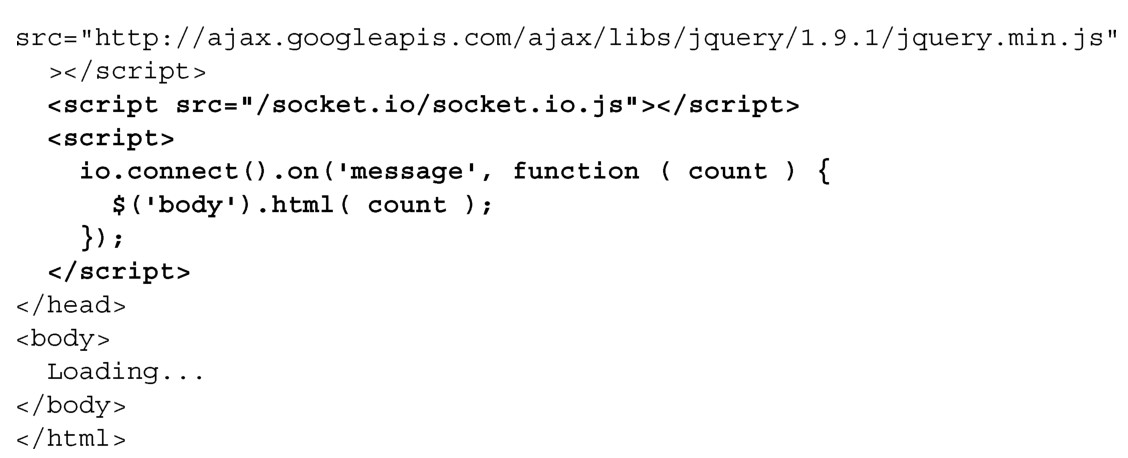 src="http://ajax.googleapis.com/ajax/libs/jquery/1.9.1/jquery.min.js"
  ></script>
  <script src="/socket.io/socket.io.js"></script>
  <script>
    io.connect().on('message', function ( count ) {
      $('body').html( count );
    });
  </script>
</head>
<body>
  Loading...
</body>
</html>